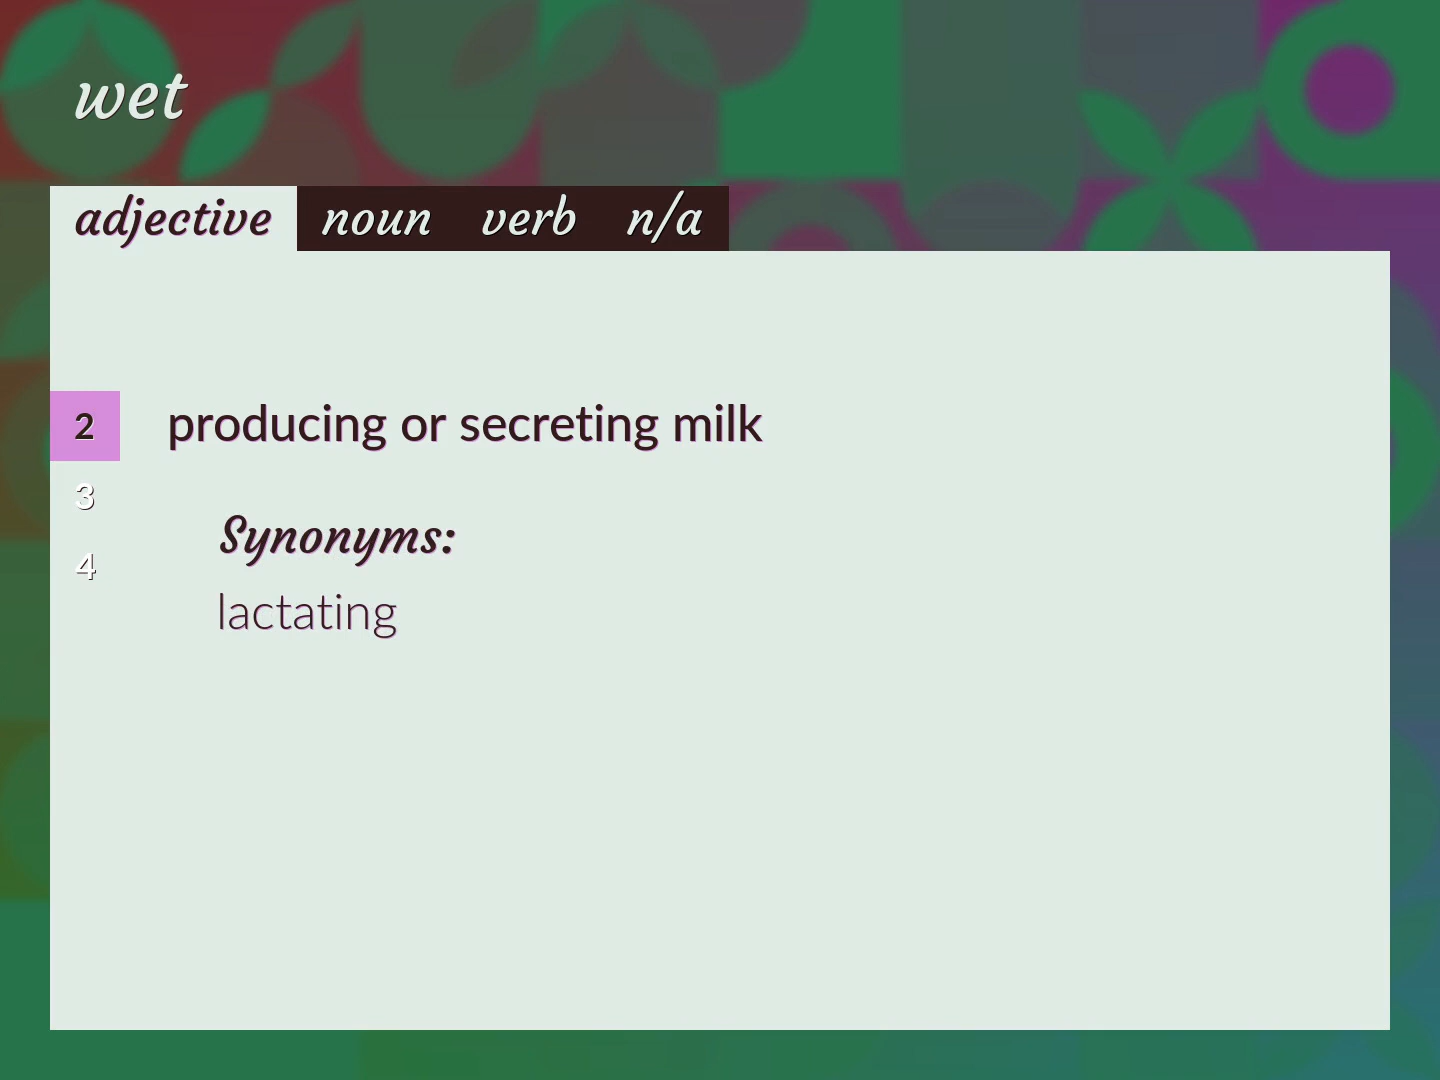 wet
adjective noun verb n/a
2 producing or secreting milk
3
Synonyms:
4
lactating